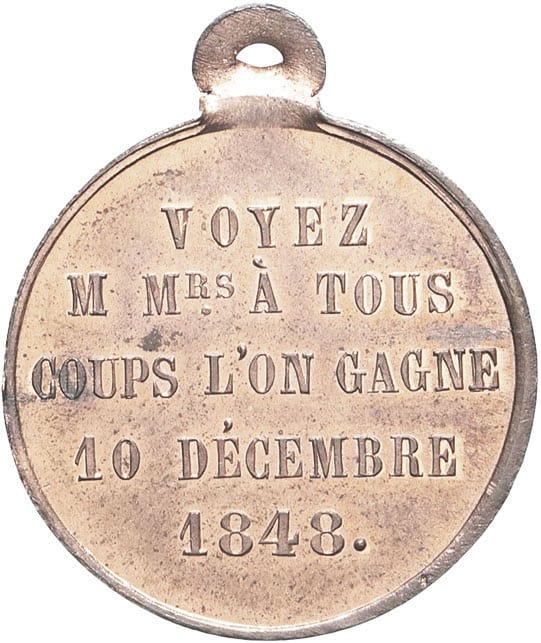 VOYEZ
M MRS À TOUS
COUPS L'ON GAGNE
10 DÉCEMBRE
1848.